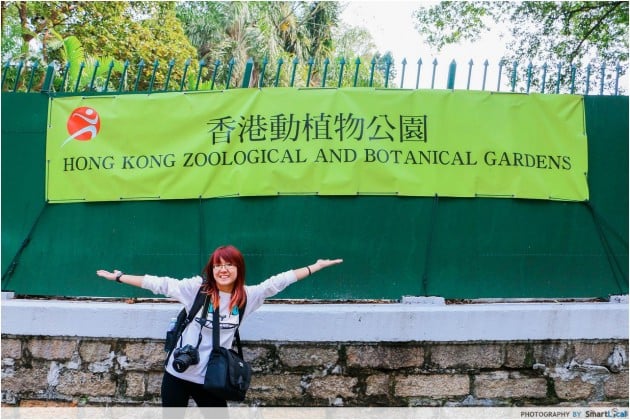 香港動植物公園
HONG KONG ZOOLOGICAL AND BOTANICAL GARDENS
PHOTOGRAPHY BY SmartLocal